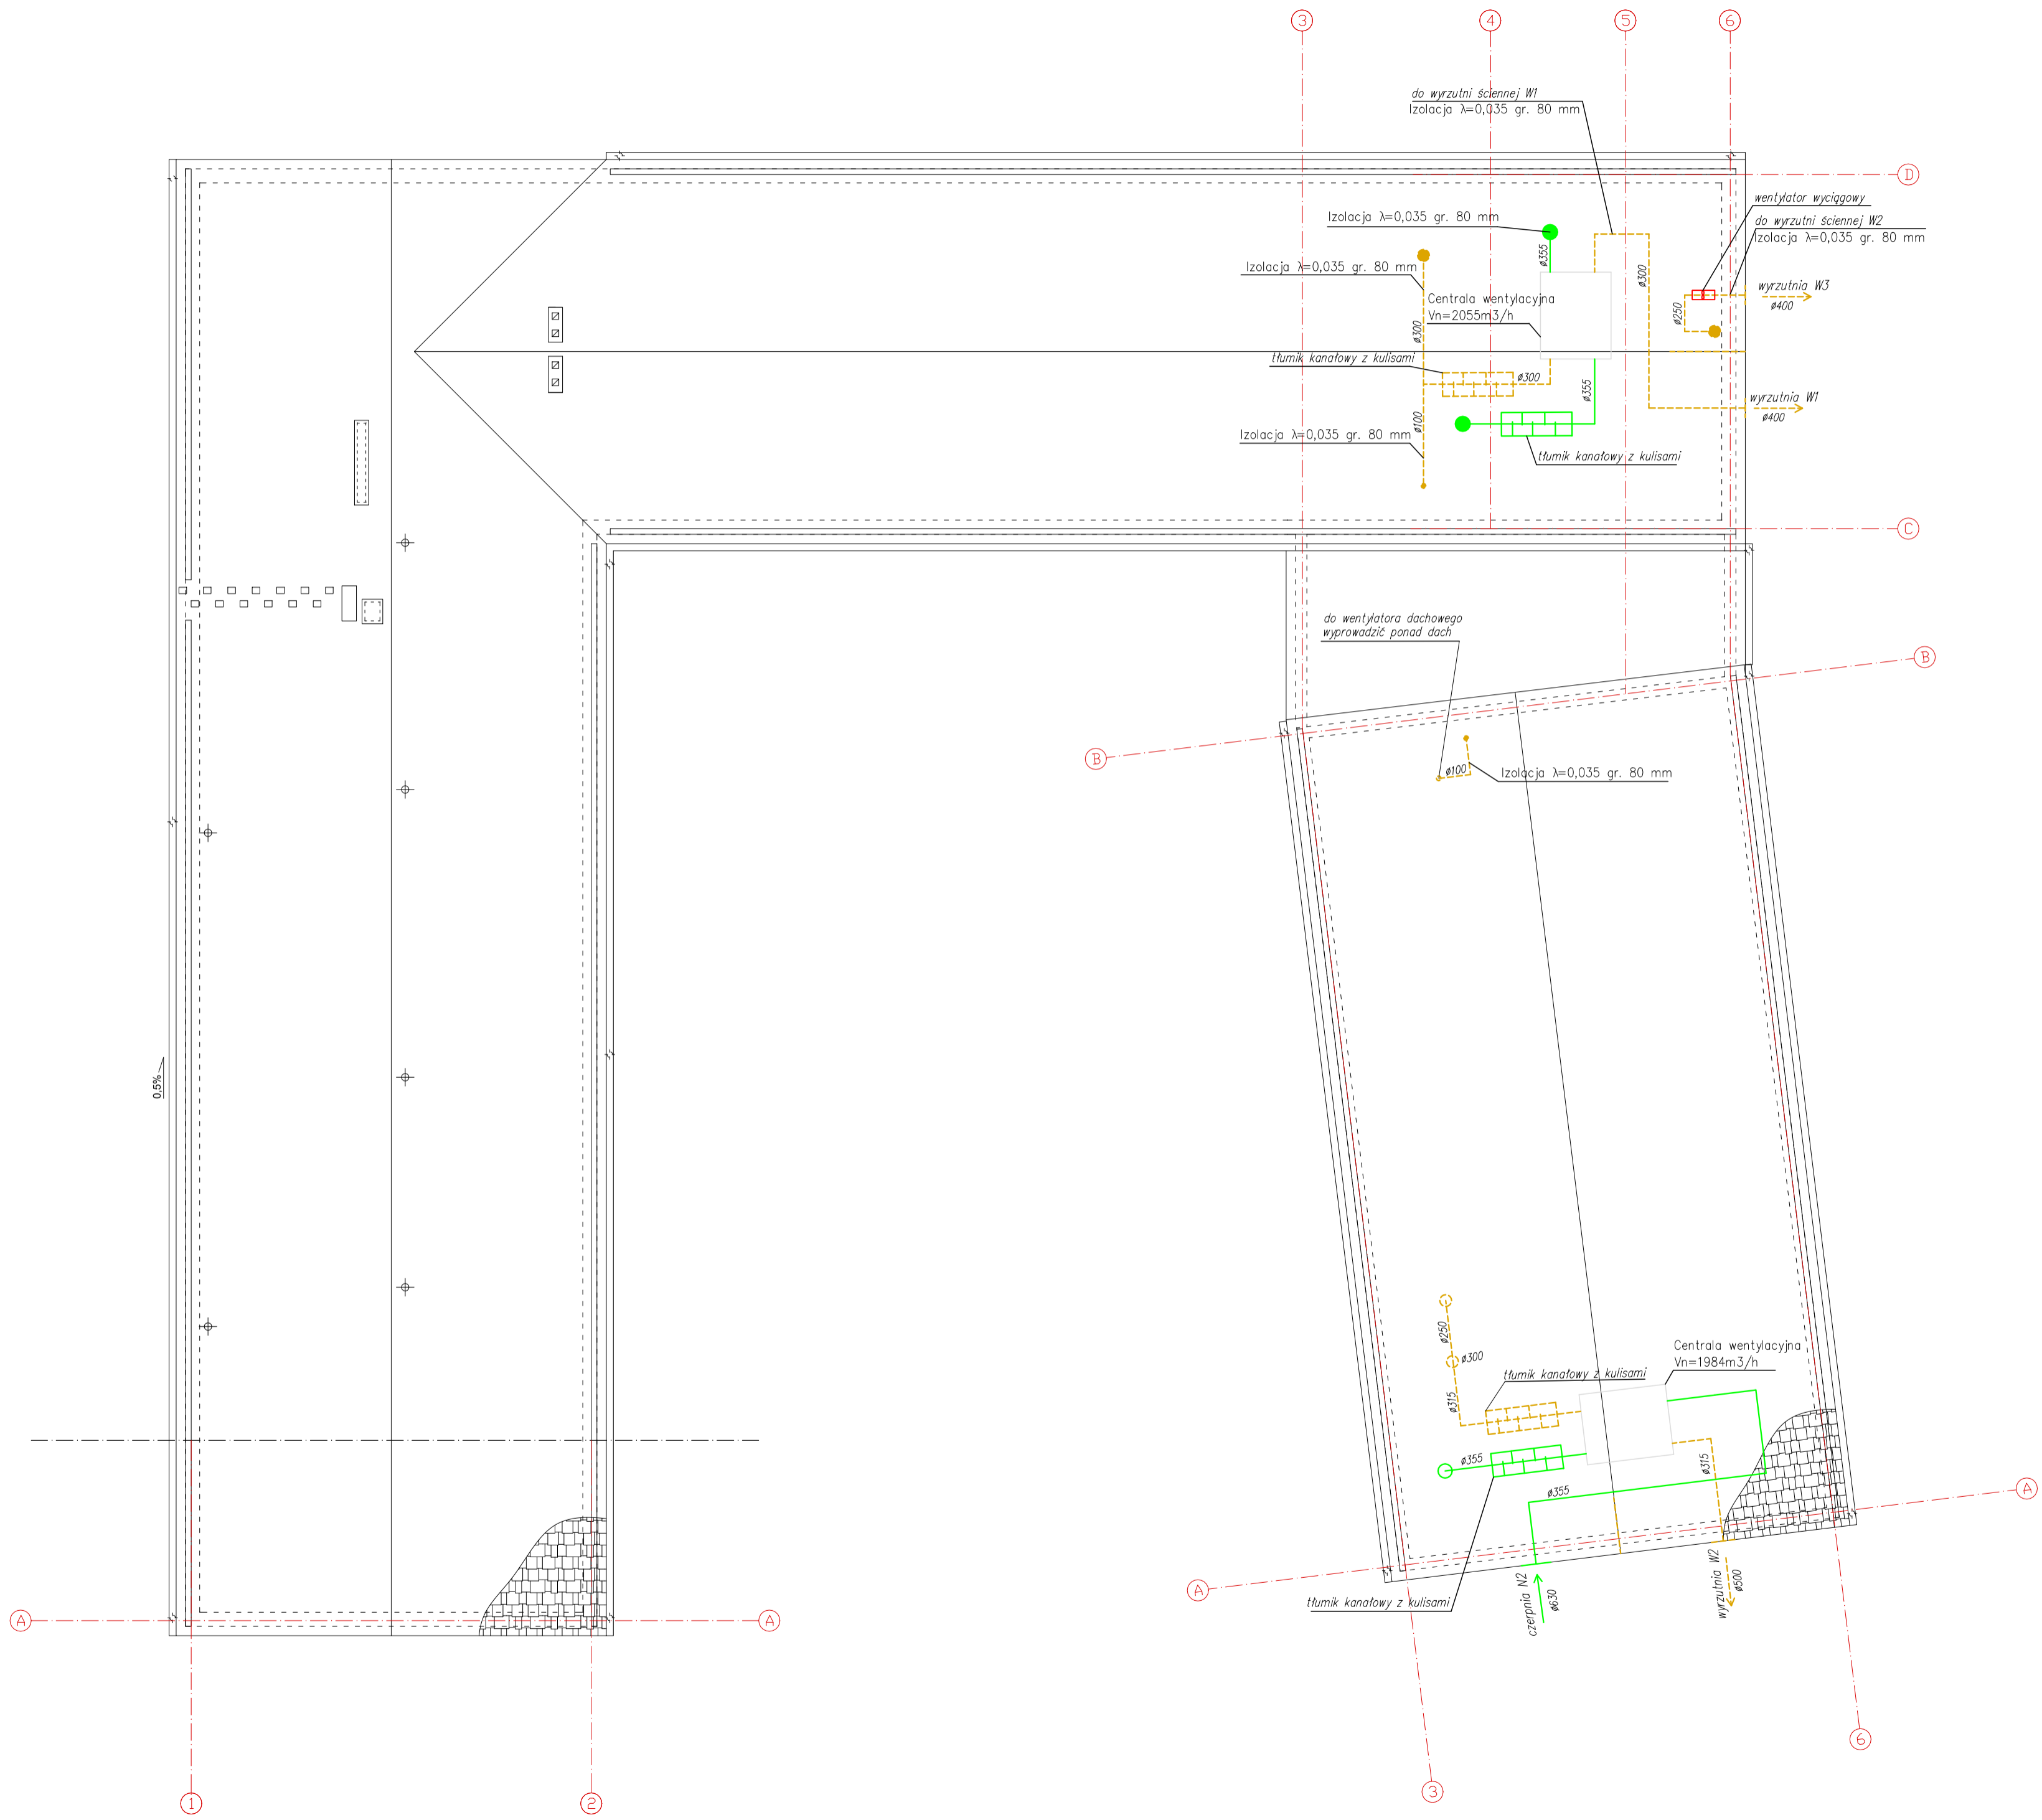 3
4
5
6
do wyrzutni ściennej W1
Izolacja λ=0,035 gr. 80 mm
D
wentylator wyciągowy
Izolacja λ=0,035 gr. 80 mm
do wyrzutni ściennej W2
Izolacja λ=0,035 gr. 80 mm
ø355
Izolacja λ=0,035 gr. 80 mm
ø300
wyrzutnia W3
ø400
Centrala wentylacyjna
Vn=2055m3/h
ø250
ø300
tłumik kanałowy z kulisami
ø300
ø355
wyrzutnia W1
ø400
ø100
Izolacja λ=0,035 gr. 80 mm
tłumik kanałowy z kulisami
C
do wentylatora dachowego
wyprowadzić ponad dach
B
B
ø100
Izolacja λ=0,035 gr. 80 mm
0.5%
ø250
ø300
Centrala wentylacyjna
Vn=1984m3/h
tłumik kanałowy z kulisami
ø315
ø355
ø315
ø355
A
A
tłumik kanałowy z kulisami
czerpnia N2
ø630
wyrzutnia W2
ø500
A
A
6
3
1
2